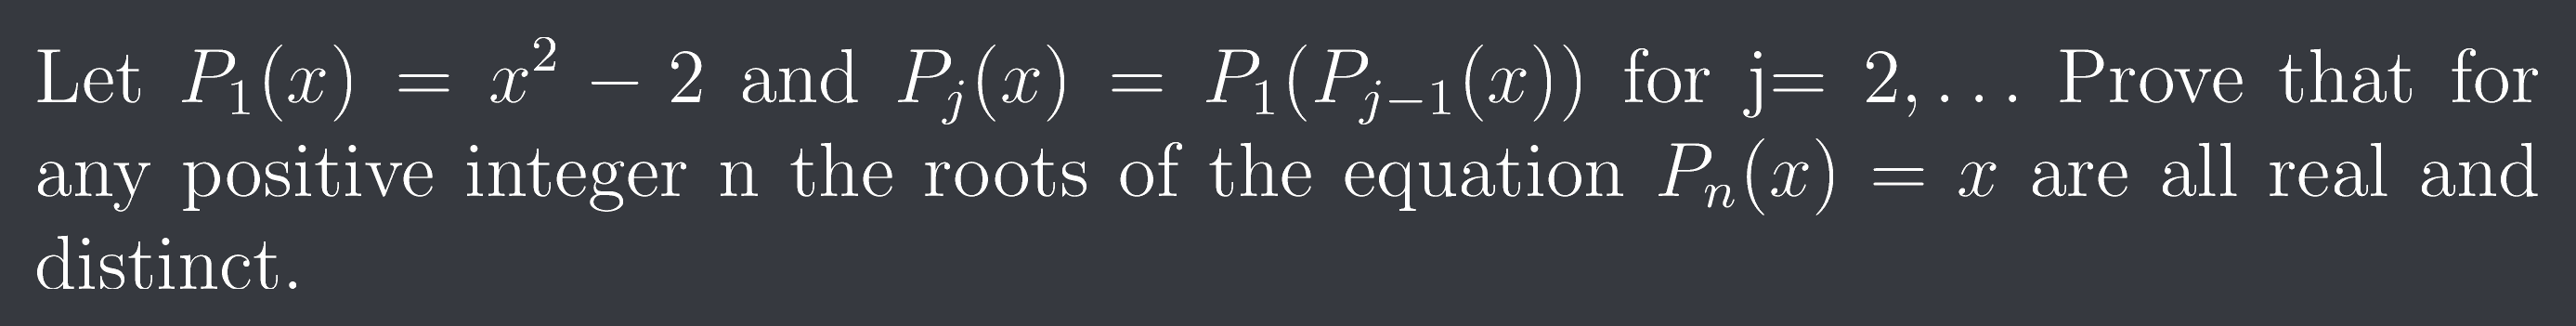 Let $P_1(x) = x^2 - 2$ and $P_j(x) = P_1(P_{j-1}(x))$ for j= $2, \ldots$ Prove that for
any positive integer n the roots of the equation $P_n(x) = x$ are all real and
distinct.